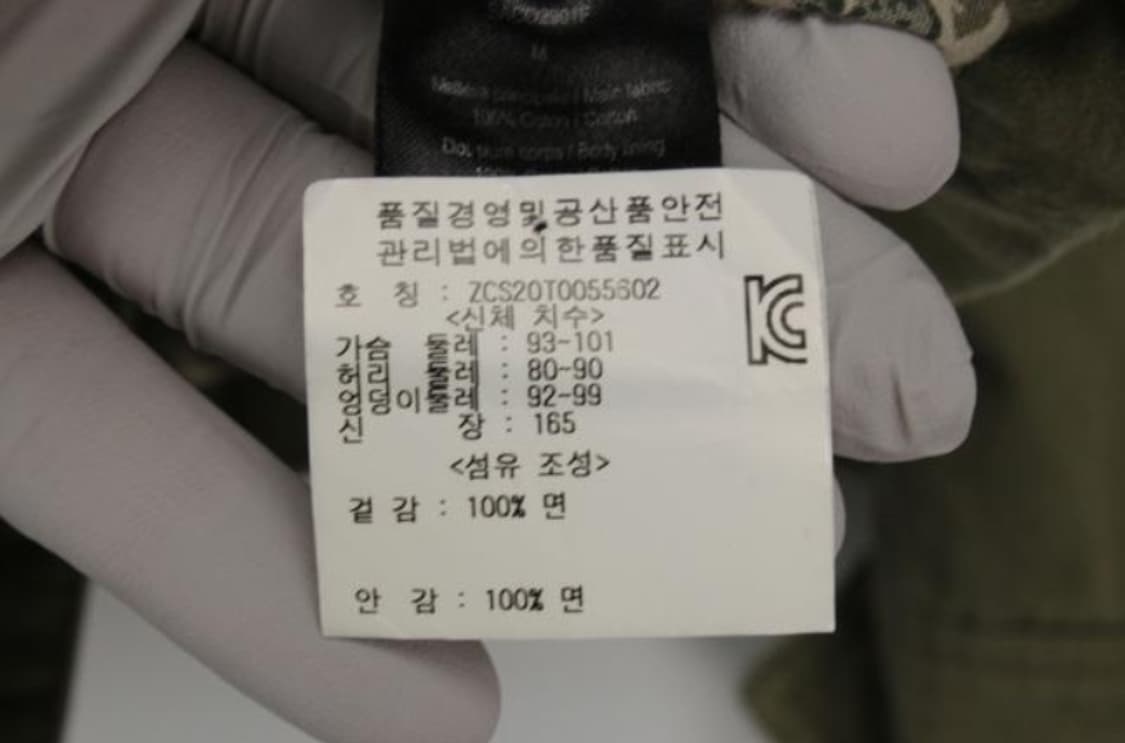 M
100% Coton / Cotton
품질경영및공산품안전
관리법에의한품질표시
호 칭 : ZCS20T0055602
<신체 치수>
가슴 둘레 : 93-101
허리 둘레 : 80-90
엉덩이둘레 : 92-99
신 장 : 165
<섬유 조성>
겉 감 : 100% 면
안 감 : 100% 면